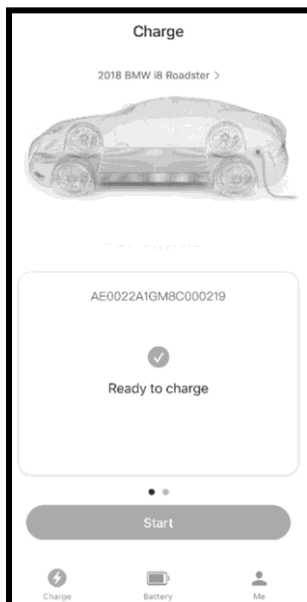 Charge
2018 BMW i8 Roadster >
AE0022A1GM8C000219
Ready to charge
Start
Charge
Battery
Me